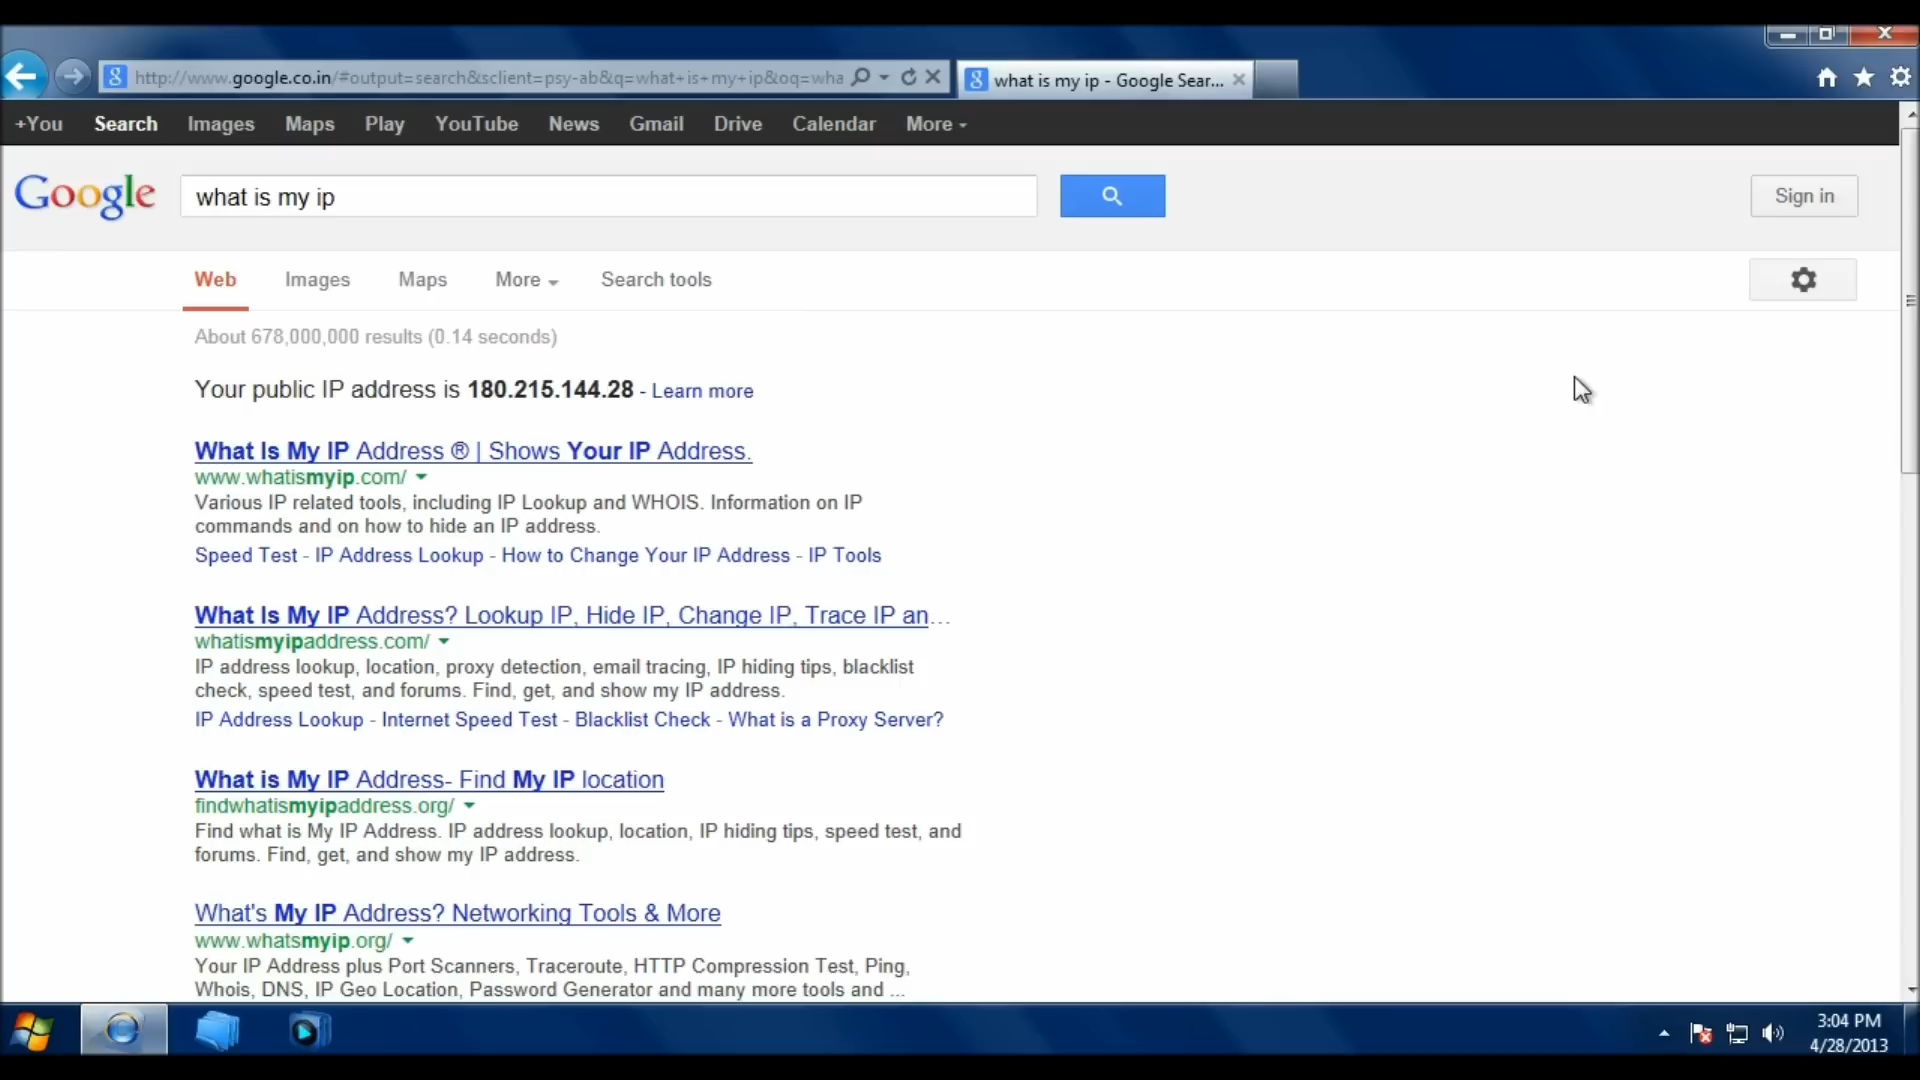 http://www.google.co.in/#output=search&sclient=psy-ab&q=what+is+my+ip&oq=wha
what is my ip - Google Sear...
+You Search Images Maps Play YouTube News Gmail Drive Calendar More
Google
what is my ip
Sign in
Web Images Maps More Search tools
About 678,000,000 results (0.14 seconds)
Your public IP address is 180.215.144.28 - Learn more
What Is My IP Address ® | Shows Your IP Address.
www.whatismyip.com/
Various IP related tools, including IP Lookup and WHOIS. Information on IP
commands and on how to hide an IP address.
Speed Test - IP Address Lookup - How to Change Your IP Address - IP Tools
What Is My IP Address? Lookup IP, Hide IP, Change IP, Trace IP an...
whatismyipaddress.com/
IP address lookup, location, proxy detection, email tracing, IP hiding tips, blacklist
check, speed test, and forums. Find, get, and show my IP address.
IP Address Lookup - Internet Speed Test - Blacklist Check - What is a Proxy Server?
What is My IP Address- Find My IP location
findwhatismyipaddress.org/
Find what is My IP Address. IP address lookup, location, IP hiding tips, speed test, and
forums. Find, get, and show my IP address.
What's My IP Address? Networking Tools & More
www.whatsmyip.org/
Your IP Address plus Port Scanners, Traceroute, HTTP Compression Test, Ping,
Whois, DNS, IP Geo Location, Password Generator and many more tools and ...
3:04 PM
4/28/2013